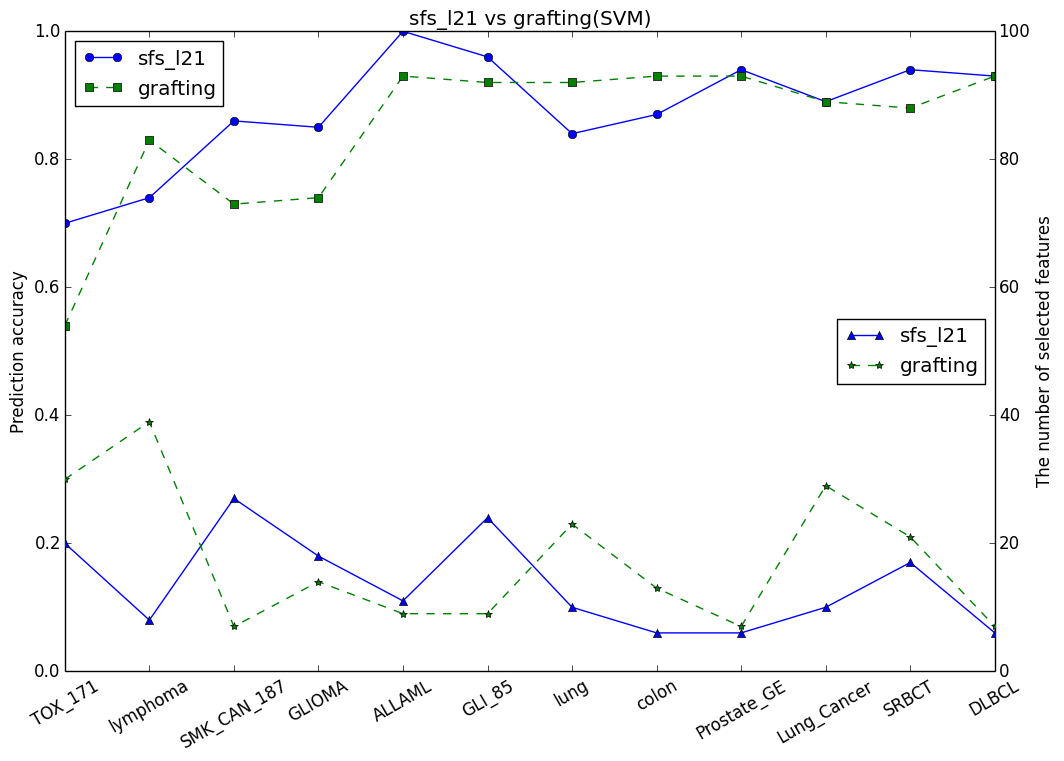 sfs_l21 vs grafting(SVM)
sfs_l21
grafting
1.0
0.8
0.6
0.4
0.2
0.0
Prediction accuracy
100
80
60
40
20
0
The number of selected features
sfs_l21
grafting
TOX_171
lymphoma
SMK_CAN_187
GLIOMA
ALLAML
GLI_85
lung
colon
Prostate_GE
Lung_Cancer
SRBCT
DLBCL